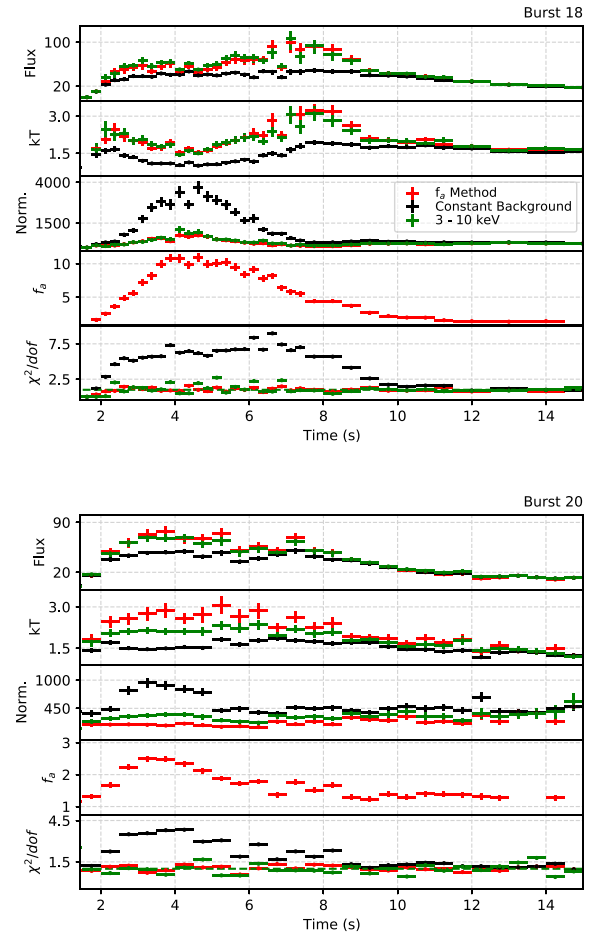 Burst 18
Flux
100
20
kT
3.0
1.5
Norm.
4000
1500
f_a Method
Constant Background
3 - 10 keV
f_a
10
5
χ²/dof
7.5
2.5
2 4 6 8 10 12 14
Time (s)
Burst 20
Flux
90
20
kT
3.0
1.5
Norm.
1000
450
f_a
3
2
1
χ²/dof
4.5
1.5
2 4 6 8 10 12 14
Time (s)